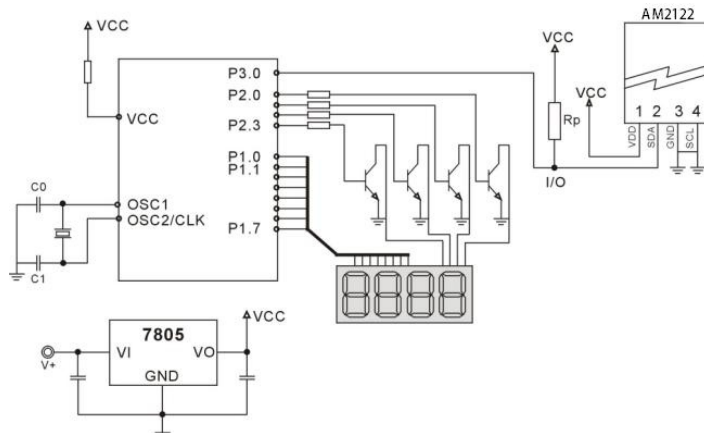 AM2122
VCC
VCC
VCC
P3.0
P2.0
P2.3
P1.0
P1.1
P1.7
VCC
OSC1
OSC2/CLK
C0
C1
Rp
I/O
1 2 3 4
VDD
SDA
GND
SCL
7805
VI
VO
GND
VCC
V+